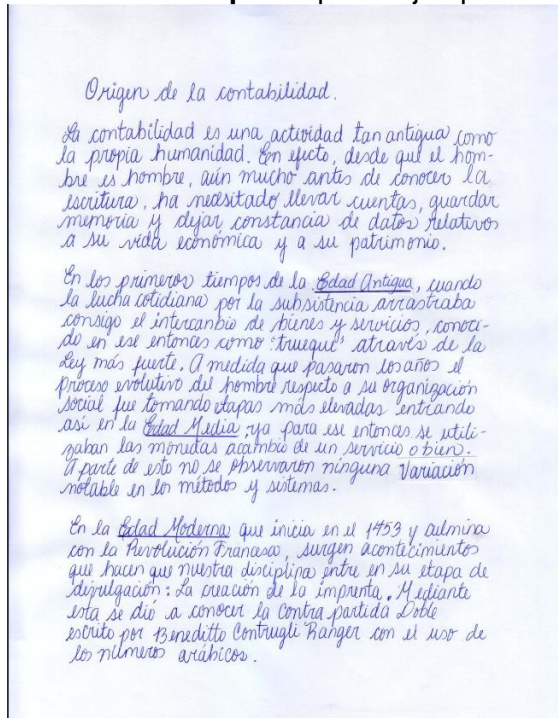 Origen de la contabilidad.
La contabilidad es una actividad tan antigua como
la propia humanidad. En efecto, desde que el hom-
bre es hombre, aún mucho antes de conocer la
escritura, ha necesitado llevar cuentas, guardar
memoria y dejar constancia de datos relativos
a su vida económica y a su patrimonio.
En los primeros tiempos de la Edad Antigua, cuando
la lucha cotidiana por la subsistencia arrastraba
consigo el intercambio de bienes y servicios, conoci-
do en ese entonces como "trueque" através de la
Ley más fuerte. A medida que pasaron los años el
proceso evolutivo del hombre respecto a su organización
social fue tomando etapas más elevadas entrando
así en la Edad Media, ya para ese entonces se utili-
zaban las monedas acambio de un servicio o bien.
A parte de esto no se observaron ninguna variación
notable en los métodos y sistemas.
En la Edad Moderna que inicia en el 1453 y culmina
con la Revolución Francesa, surgen acontecimientos
que hacen que nuestra disciplina entre en su etapa de
divulgación: La creación de la imprenta. Mediante
esta se dió a conocer la Contra partida Doble
escrito por Beneditto Contrugli Ranger con el uso de
los números arábicos.